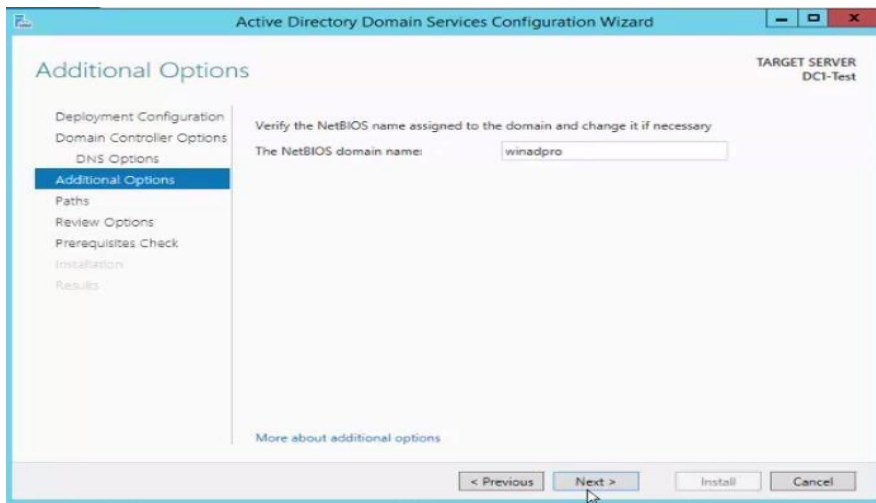 Active Directory Domain Services Configuration Wizard
Additional Options
TARGET SERVER
DC1-Test
Deployment Configuration
Domain Controller Options
DNS Options
Additional Options
Paths
Review Options
Prerequisites Check
Installation
Results
Verify the NetBIOS name assigned to the domain and change it if necessary
The NetBIOS domain name: winadpro
More about additional options
< Previous Next > Install Cancel